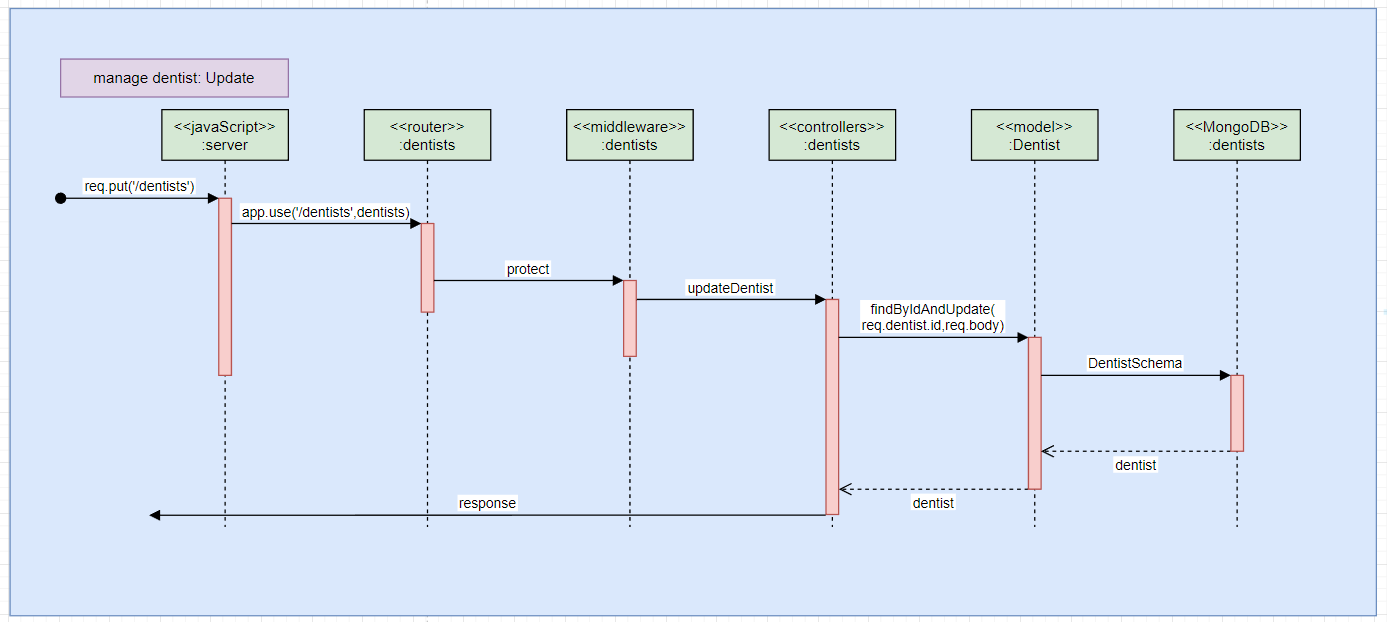 manage dentist: Update
<<javaScript>>
:server
<<router>>
:dentists
<<middleware>>
:dentists
<<controllers>>
:dentists
<<model>>
:Dentist
<<MongoDB>>
:dentists
req.put('/dentists')
app.use('/dentists',dentists)
protect
updateDentist
findByIdAndUpdate(
req.dentist.id,req.body)
DentistSchema
dentist
dentist
response